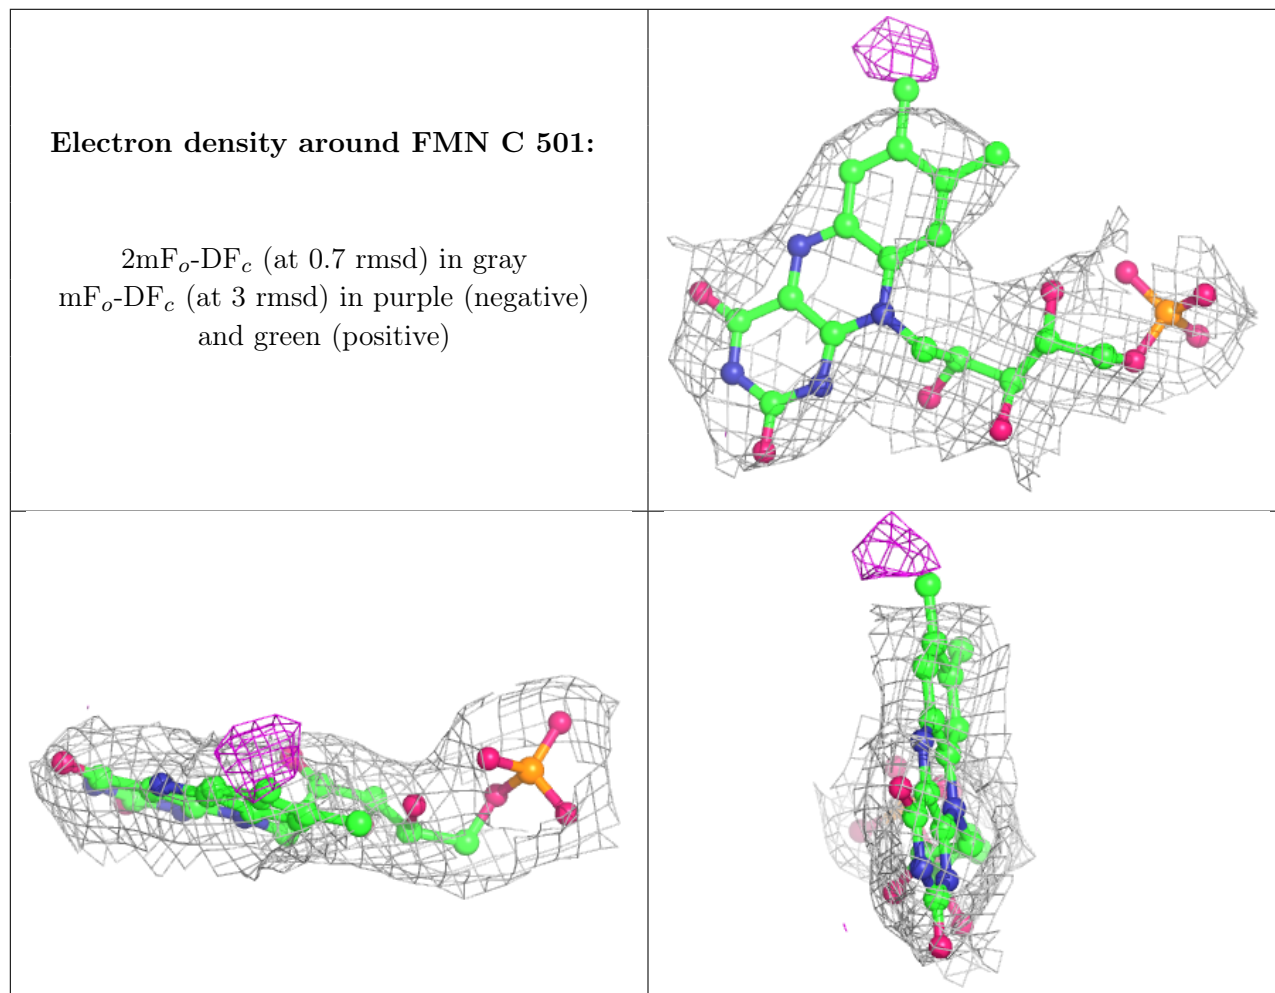 Electron density around FMN C 501:
2mFₒ-DF𝒸 (at 0.7 rmsd) in gray
mFₒ-DF𝒸 (at 3 rmsd) in purple (negative)
and green (positive)